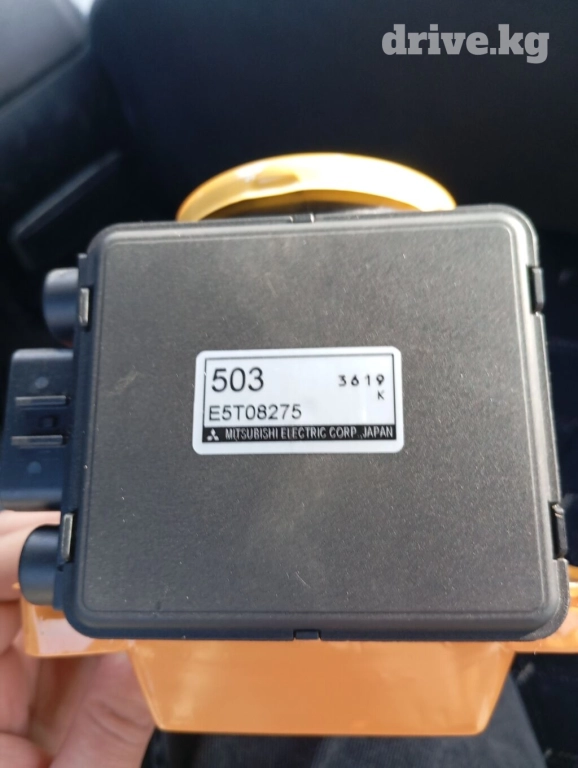 drive.kg
503 3619
K
E5T08275
MITSUBISHI ELECTRIC CORP. JAPAN